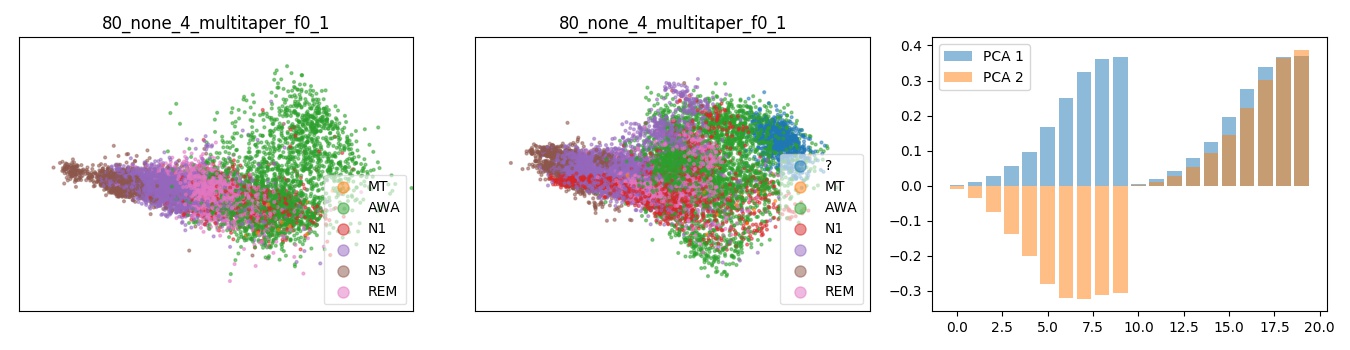 80_none_4_multitaper_f0_1
MT
AWA
N1
N2
N3
REM
80_none_4_multitaper_f0_1
?
MT
AWA
N1
N2
N3
REM
PCA 1
PCA 2
0.4
0.3
0.2
0.1
0.0
−0.1
−0.2
−0.3
0.0 2.5 5.0 7.5 10.0 12.5 15.0 17.5 20.0